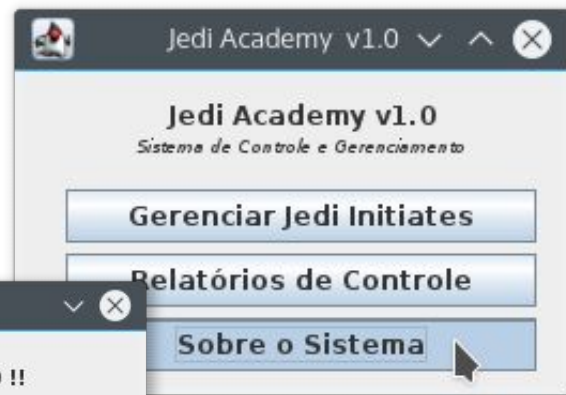 Jedi Academy v1.0
Jedi Academy v1.0
Sistema de Controle e Gerenciamento
Gerenciar Jedi Initiates
Relatórios de Controle
Sobre o Sistema
!!